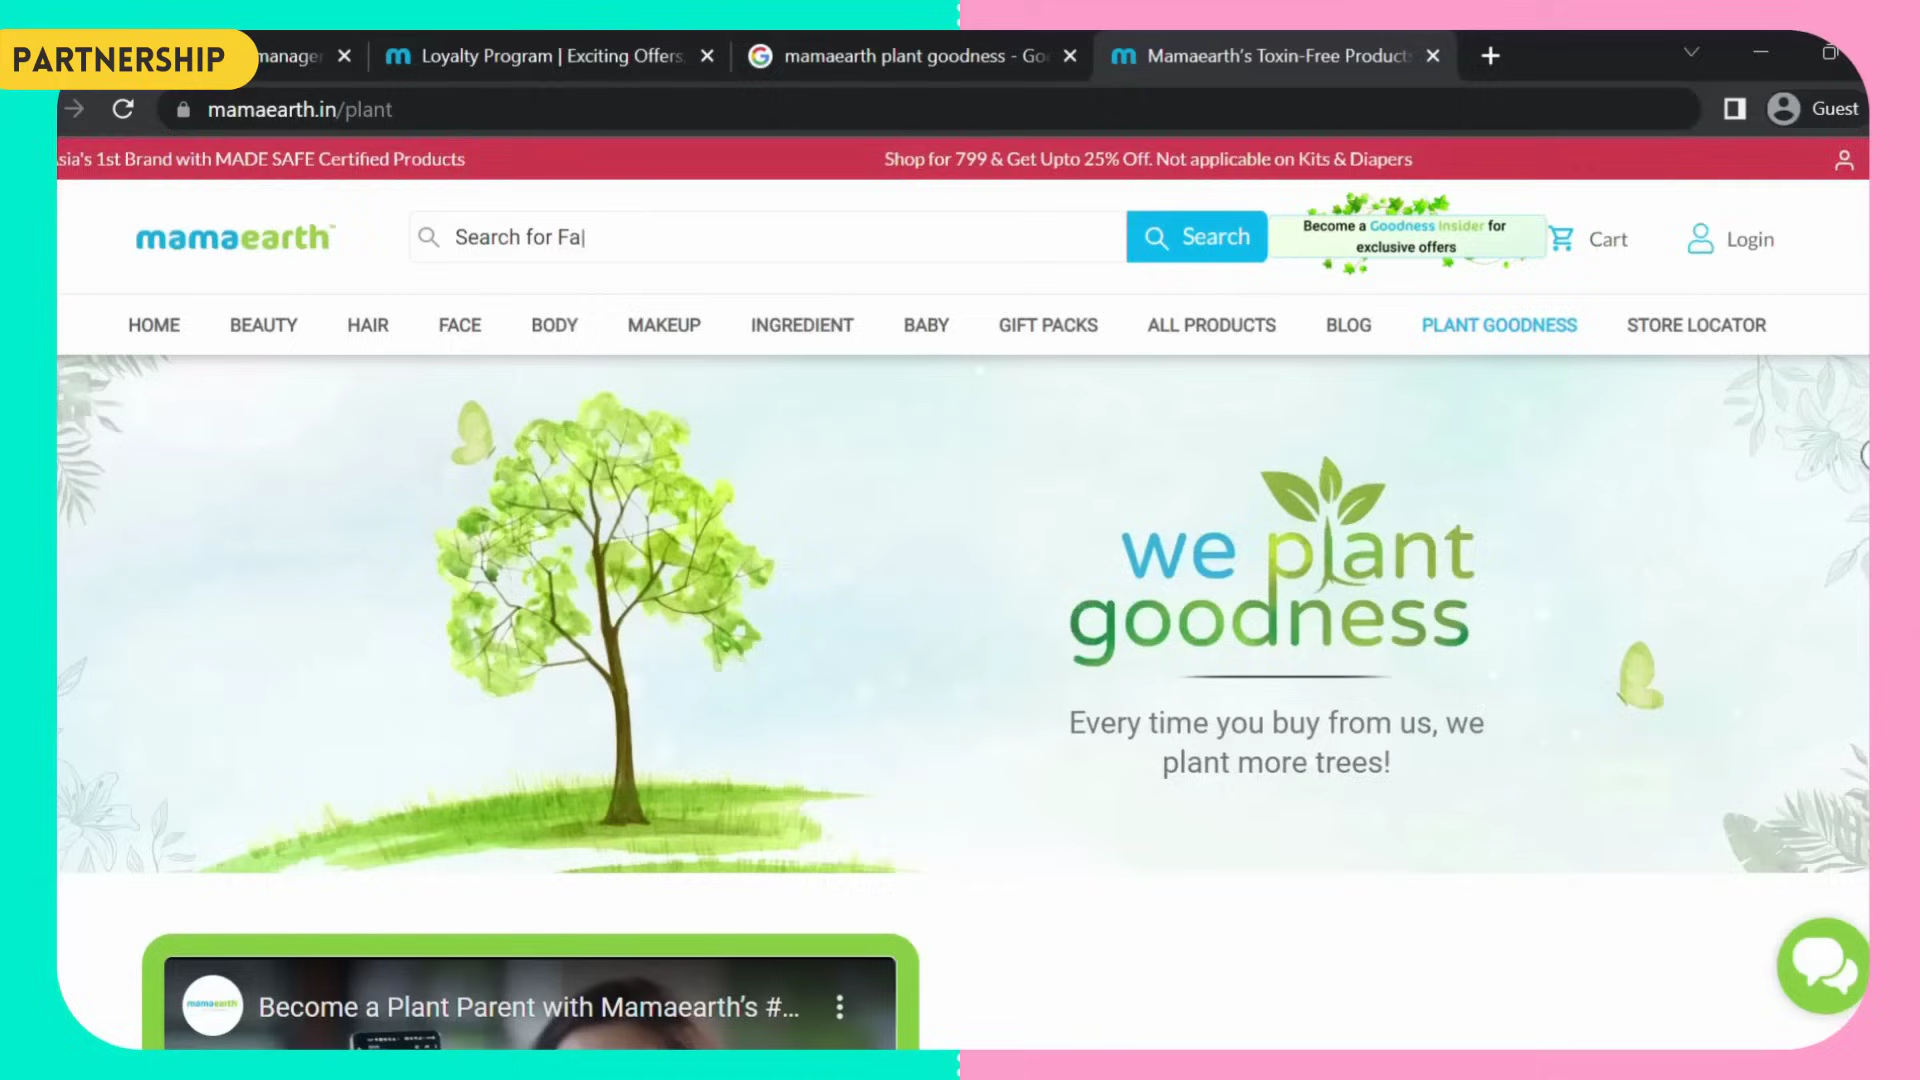 PARTNERSHIP
manager
Loyalty Program | Exciting Offers,
mamaearth plant goodness - Go
Mamaearth's Toxin-Free Product
mamaearth.in/plant
Guest
sia's 1st Brand with MADE SAFE Certified Products
Shop for 799 & Get Upto 25% Off. Not applicable on Kits & Diapers
mamaearth™
Search for Fa|
Search
Become a Goodness Insider for
exclusive offers
Cart
Login
HOME
BEAUTY
HAIR
FACE
BODY
MAKEUP
INGREDIENT
BABY
GIFT PACKS
ALL PRODUCTS
BLOG
PLANT GOODNESS
STORE LOCATOR
we plant
goodness
Every time you buy from us, we
plant more trees!
mamaearth
Become a Plant Parent with Mamaearth's #...